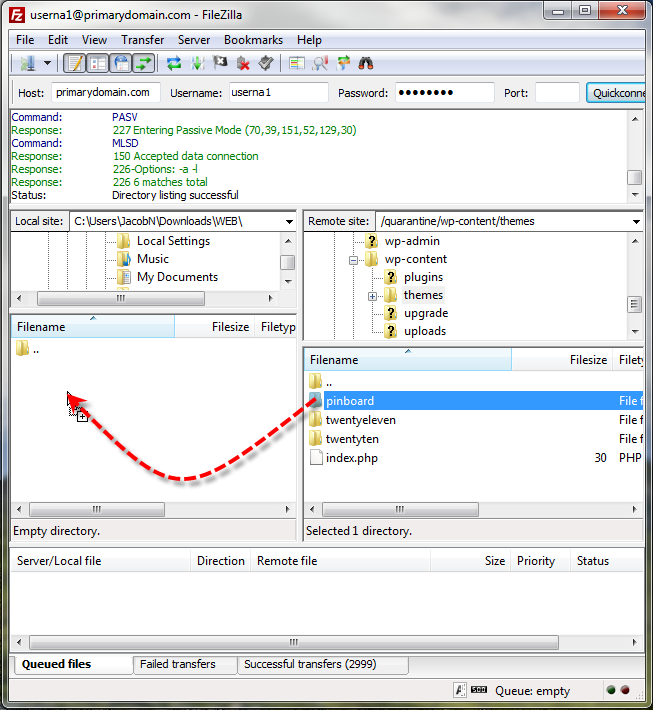 userna1@primarydomain.com - FileZilla
File Edit View Transfer Server Bookmarks Help
Host: primarydomain.com Username: userna1 Password: ●●●●●●●● Port: Quickconne
Command: PASV
Response: 227 Entering Passive Mode (70,39,151,52,129,30)
Command: MLSD
Response: 150 Accepted data connection
Response: 226-Options: -a -l
Response: 226 6 matches total
Status: Directory listing successful
Local site: C:\Users\JacobN\Downloads\WEB\
Local Settings
Music
My Documents
Filename Filesize Filetyp
..
Empty directory.
Remote site: /quarantine/wp-content/themes
wp-admin
wp-content
plugins
themes
upgrade
uploads
Filename Filesize Filety
..
pinboard File f
twentyeleven File f
twentyten File f
index.php 30 PHP
Selected 1 directory.
Server/Local file Direction Remote file Size Priority Status
Queued files Failed transfers Successful transfers (2999)
Queue: empty